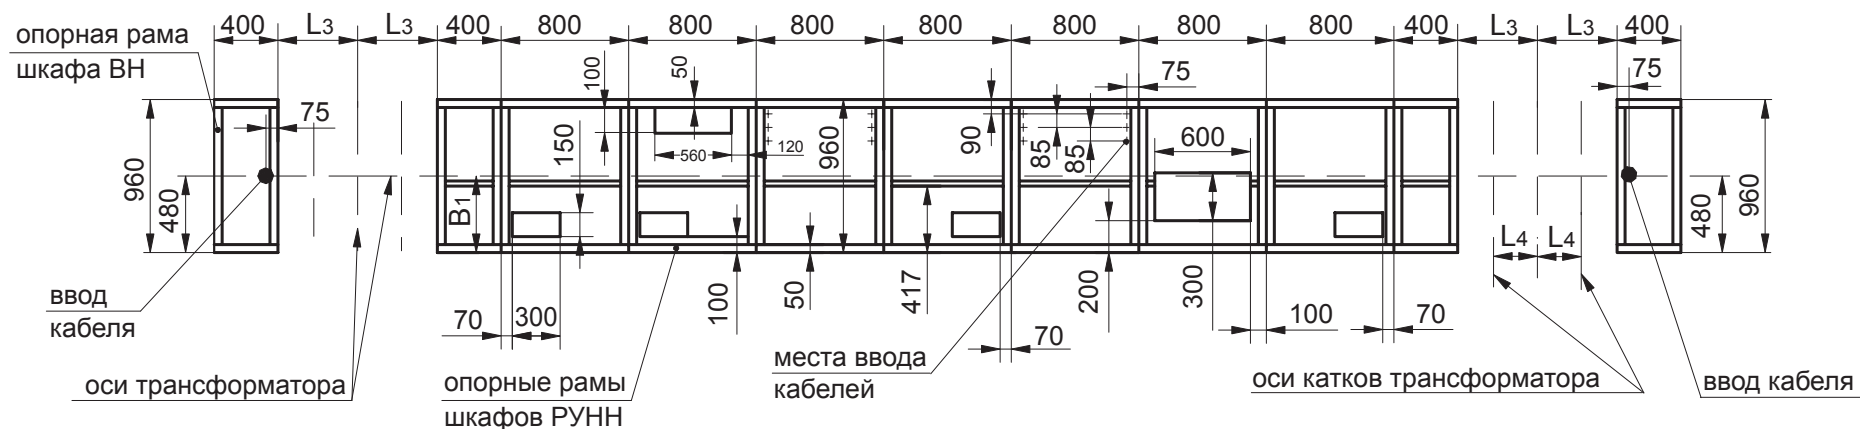 опорная рама
шкафа ВН
400 L3 L3 400 800 800 800 800 800 800 800 400 L3 L3 400
100
50
75
75
75
960
480
150
560
120
960
90
85
85
600
B1
480
960
L4 L4
ввод
кабеля
70
300
100
50
417
200
300
100
70
70
места ввода
кабелей
оси трансформатора
опорные рамы
шкафов РУНН
оси катков трансформатора
ввод кабеля